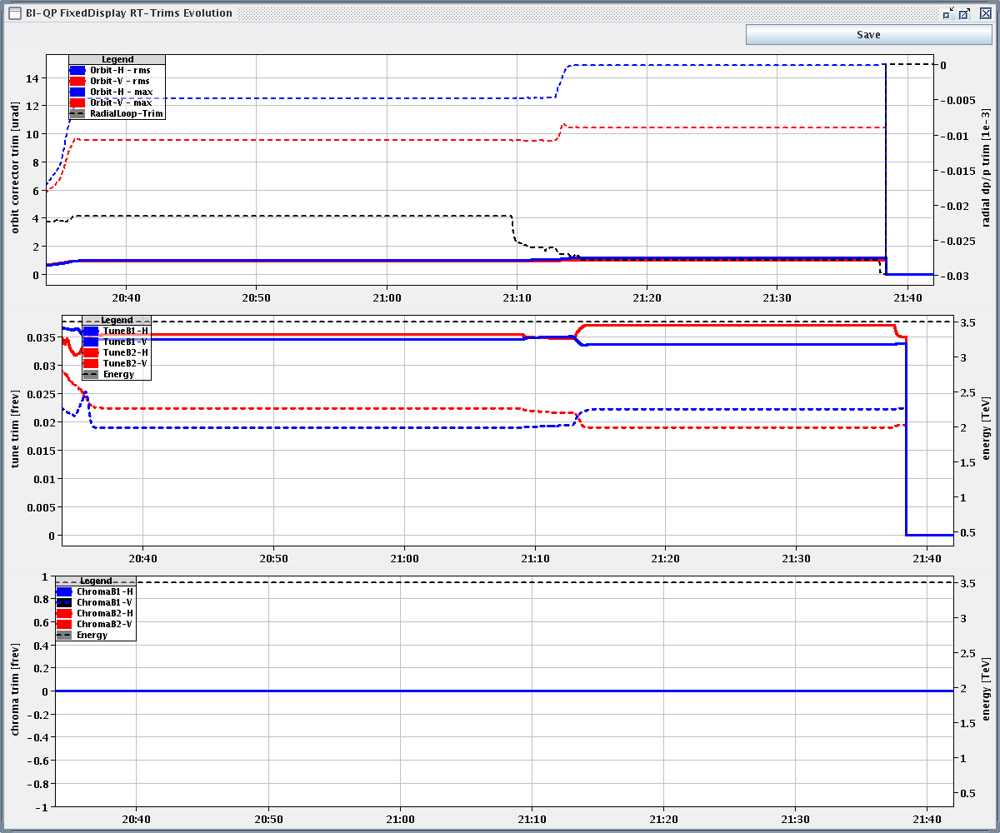 BI-QP FixedDisplay RT-Trims Evolution
Save
Legend
Orbit-H - rms
Orbit-V - rms
Orbit-H - max
Orbit-V - max
RadialLoop-Trim
orbit corrector trim [urad]
14
12
10
8
6
4
2
0
0
-0.005
-0.01
-0.015
-0.02
-0.025
-0.03
radial dp/p trim [1e-3]
20:40 20:50 21:00 21:10 21:20 21:30 21:40
Legend
TuneB1-H
TuneB1-V
TuneB2-H
TuneB2-V
Energy
tune trim [frev]
0.035
0.03
0.025
0.02
0.015
0.01
0.005
0
3.5
3
2.5
2
1.5
1
0.5
energy [TeV]
20:40 20:50 21:00 21:10 21:20 21:30 21:40
Legend
ChromaB1-H
ChromaB1-V
ChromaB2-H
ChromaB2-V
Energy
chroma trim [frev]
1
0.8
0.6
0.4
0.2
0
-0.2
-0.4
-0.6
-0.8
-1
3.5
3
2.5
2
1.5
1
0.5
energy [TeV]
20:40 20:50 21:00 21:10 21:20 21:30 21:40